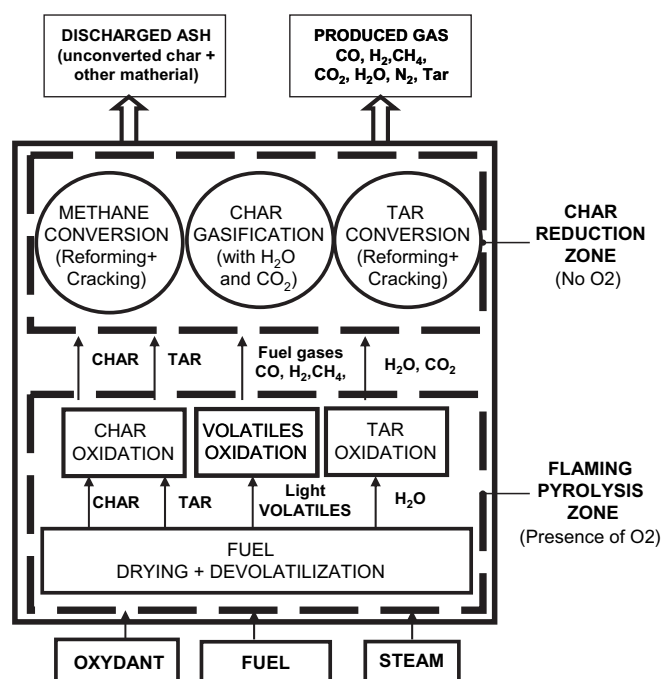 DISCHARGED ASH
(unconverted char +
other matherial)
PRODUCED GAS
CO, H₂,CH₄,
CO₂, H₂O, N₂, Tar
METHANE
CONVERSION
(Reforming+
Cracking)
CHAR
GASIFICATION
(with H₂O
and CO₂)
TAR
CONVERSION
(Reforming+
Cracking)
CHAR
REDUCTION
ZONE
(No O2)
CHAR
TAR
Fuel gases
CO, H₂,CH₄,
H₂O, CO₂
CHAR
OXIDATION
VOLATILES
OXIDATION
TAR
OXIDATION
FLAMING
PYROLYSIS
ZONE
(Presence of O2)
CHAR
TAR
Light
VOLATILES
H₂O
FUEL
DRYING + DEVOLATILIZATION
OXYDANT
FUEL
STEAM